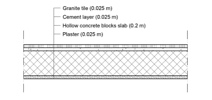 Granite tile (0.025 m)
Cement layer (0.025 m)
Hollow concrete blocks slab (0.2 m)
Plaster (0.025 m)